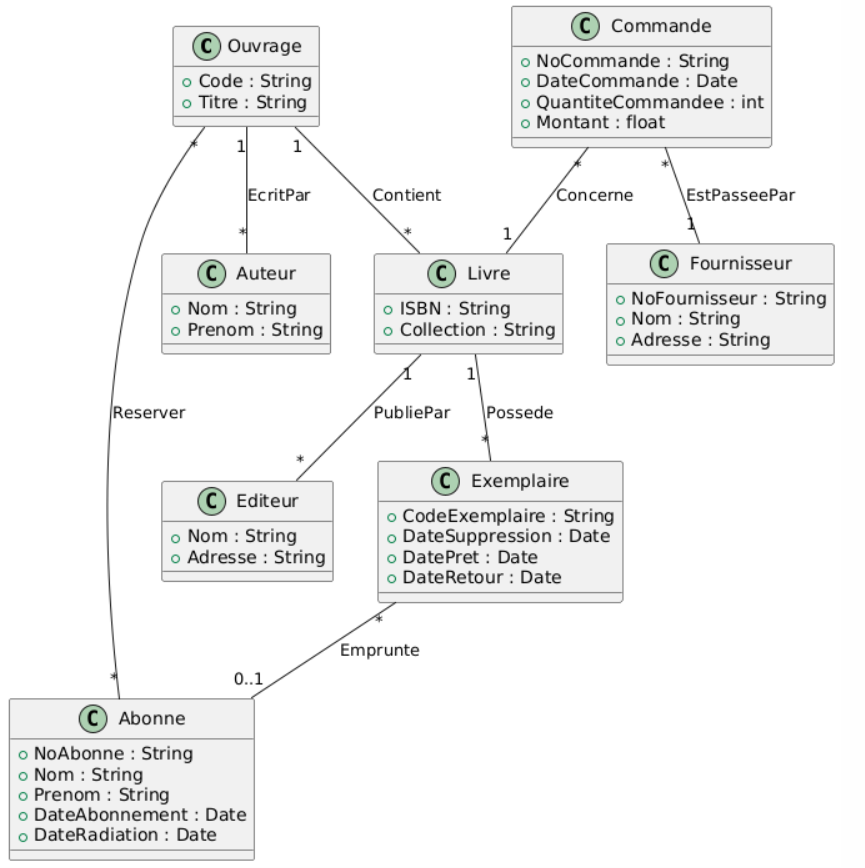 C Ouvrage
Code : String
Titre : String
C Commande
NoCommande : String
DateCommande : Date
QuantiteCommandee : int
Montant : float
* 1 1
* *
EcritPar
Contient
Concerne
EstPasseePar
* * 1 1
C Auteur
Nom : String
Prenom : String
C Livre
ISBN : String
Collection : String
C Fournisseur
NoFournisseur : String
Nom : String
Adresse : String
1 1
Reserver
PubliePar
Possede
* *
C Editeur
Nom : String
Adresse : String
C Exemplaire
CodeExemplaire : String
DateSuppression : Date
DatePret : Date
DateRetour : Date
*
Emprunte
* 0..1
C Abonne
NoAbonne : String
Nom : String
Prenom : String
DateAbonnement : Date
DateRadiation : Date